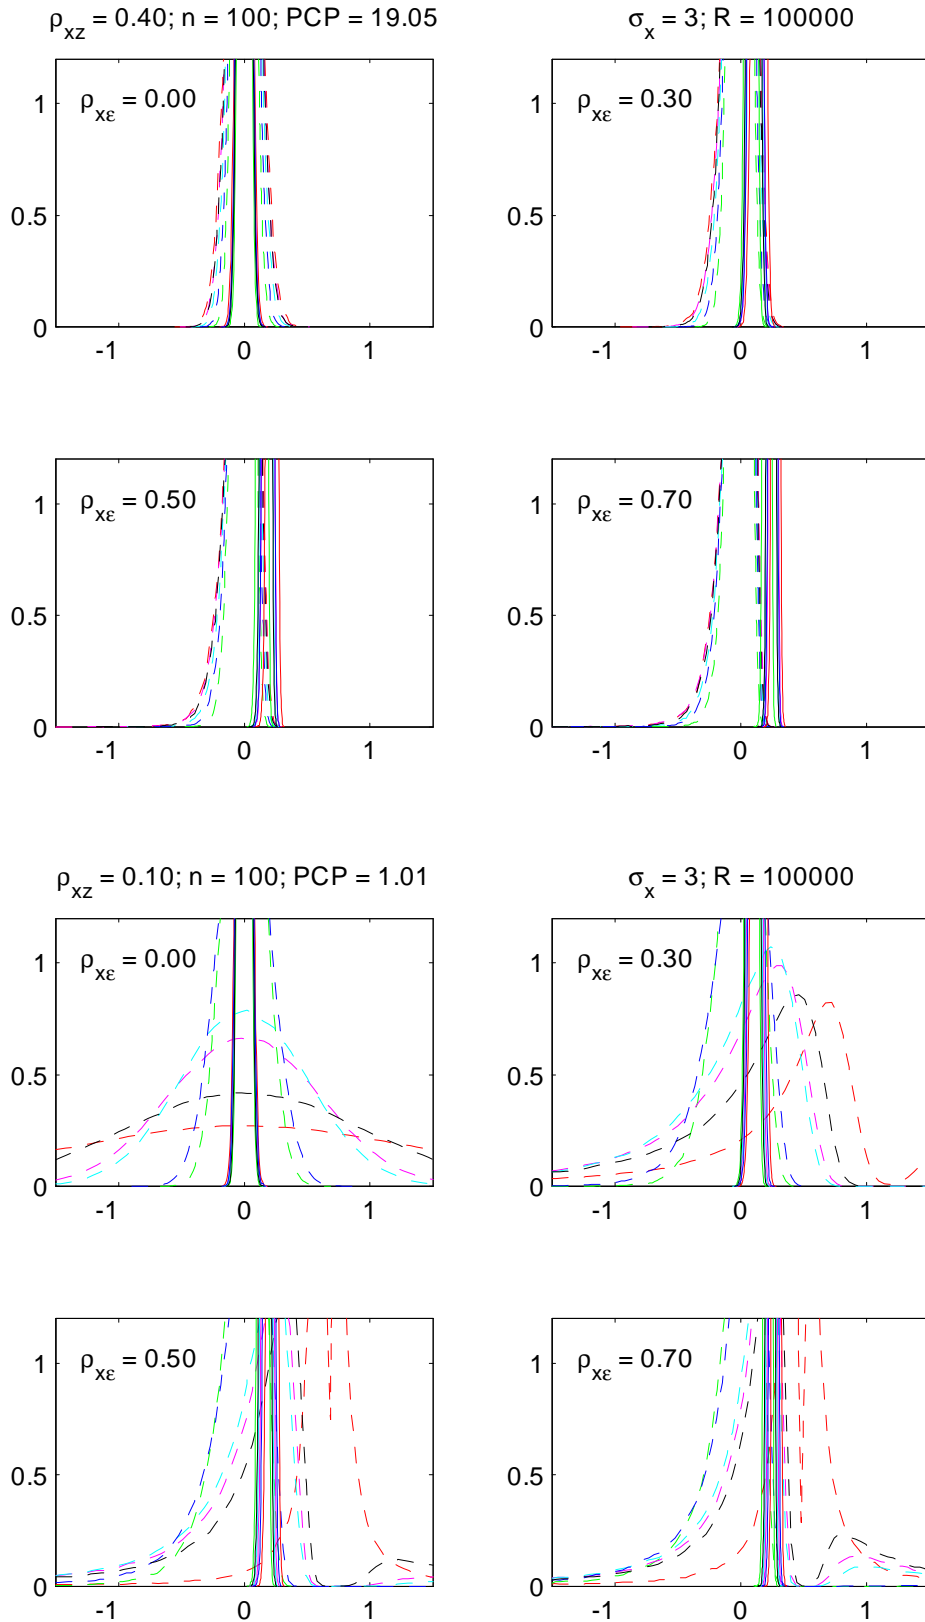 ρxz = 0.40; n = 100; PCP = 19.05
σx = 3; R = 100000
ρxε = 0.00
1
0.5
0
-1 0 1
ρxε = 0.30
1
0.5
0
-1 0 1
ρxε = 0.50
1
0.5
0
-1 0 1
ρxε = 0.70
1
0.5
0
-1 0 1
ρxz = 0.10; n = 100; PCP = 1.01
σx = 3; R = 100000
ρxε = 0.00
1
0.5
0
-1 0 1
ρxε = 0.30
1
0.5
0
-1 0 1
ρxε = 0.50
1
0.5
0
-1 0 1
ρxε = 0.70
1
0.5
0
-1 0 1